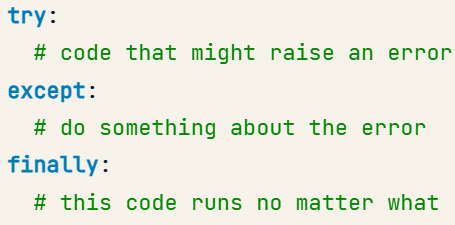 try:
  # code that might raise an error
except:
  # do something about the error
finally:
  # this code runs no matter what